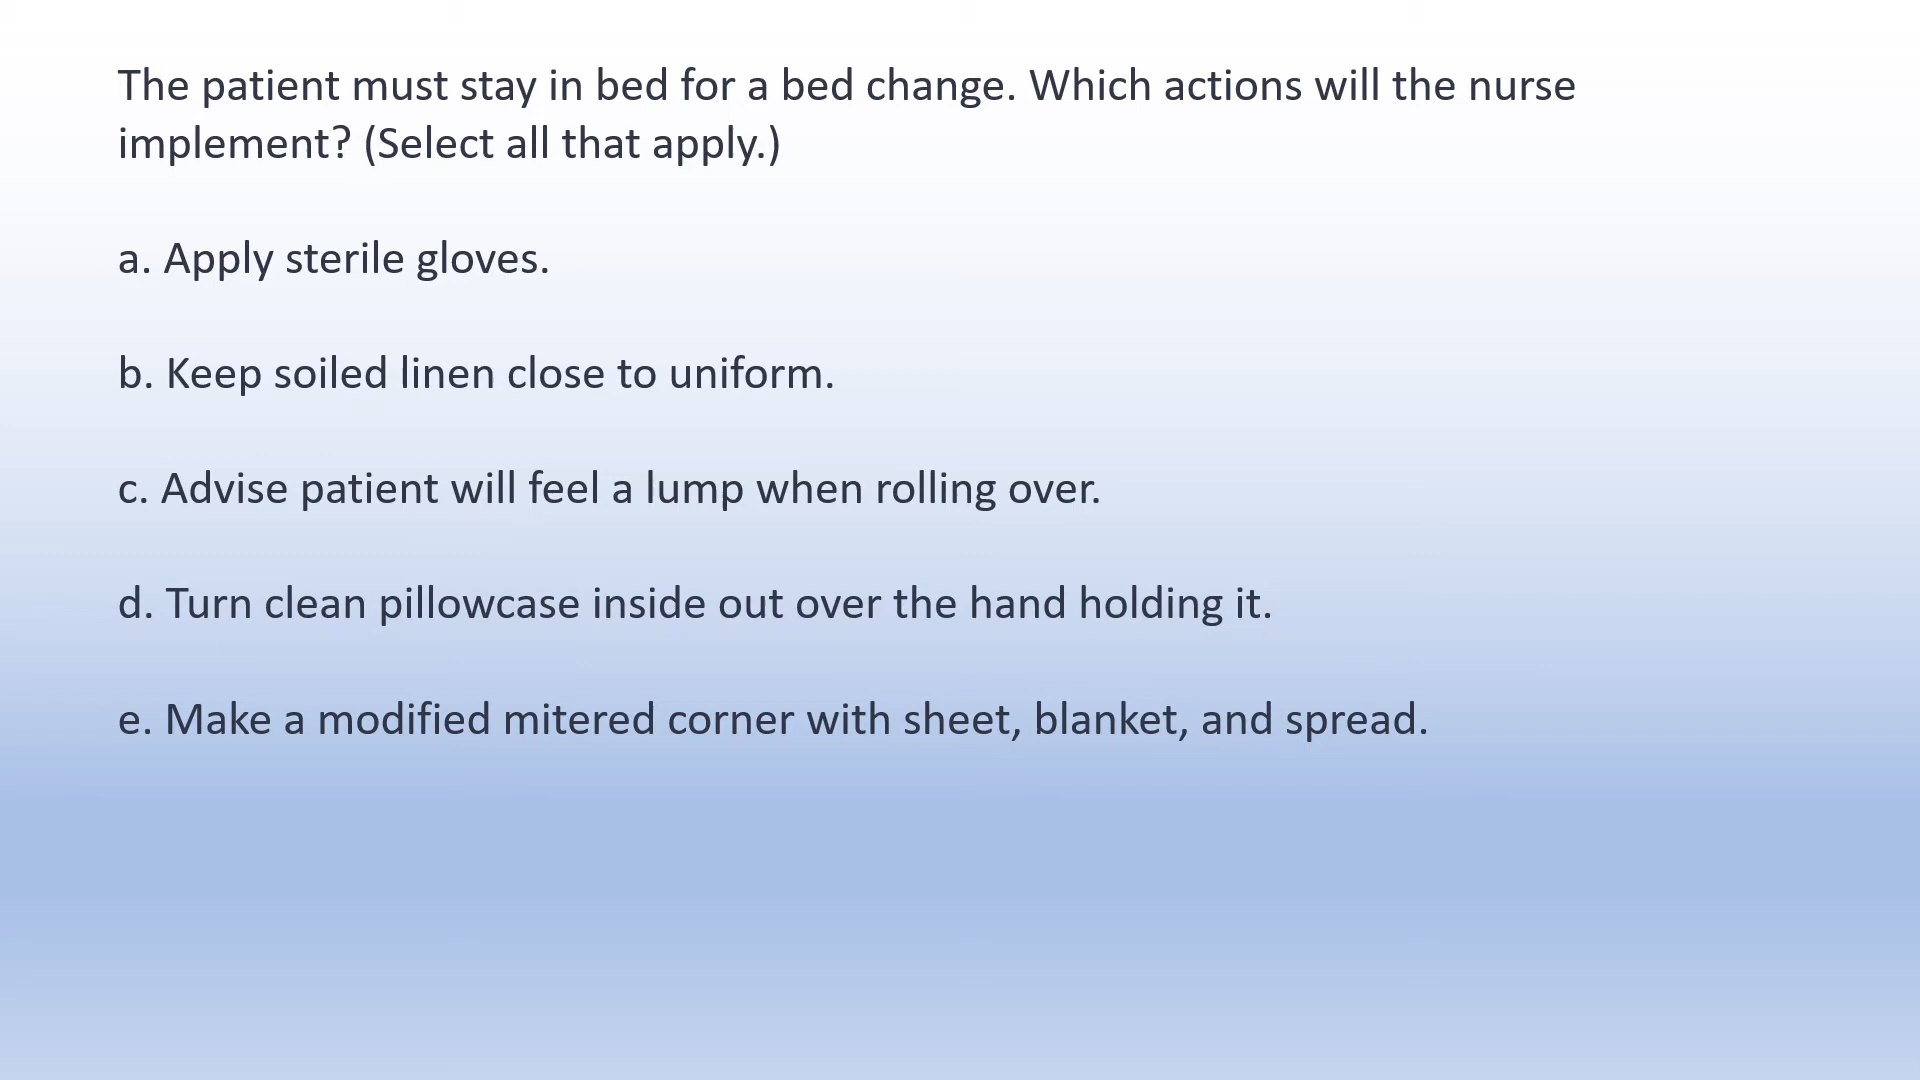 The patient must stay in bed for a bed change. Which actions will the nurse
implement? (Select all that apply.)
a. Apply sterile gloves.
b. Keep soiled linen close to uniform.
c. Advise patient will feel a lump when rolling over.
d. Turn clean pillowcase inside out over the hand holding it.
e. Make a modified mitered corner with sheet, blanket, and spread.